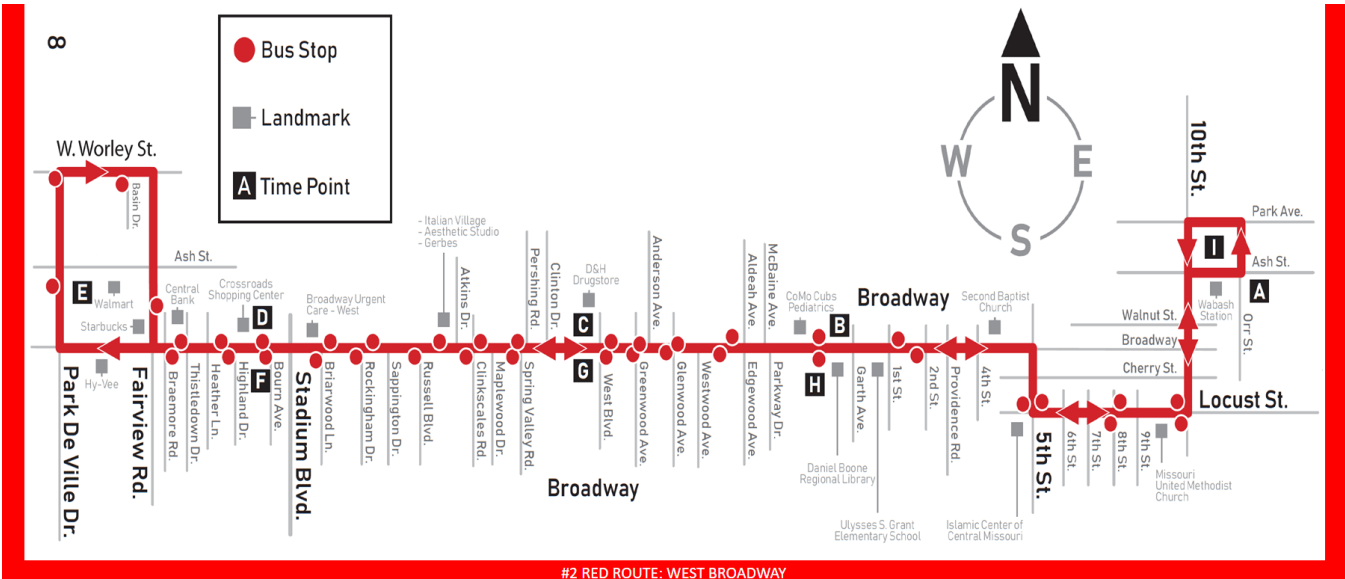 8
Bus Stop
Landmark
A Time Point
N
W E
S
W. Worley St.
Basin Dr.
Ash St.
E
Walmart
Starbucks
Hy-Vee
Central
Bank
Crossroads
Shopping Center
D
F
Broadway Urgent
Care - West
- Italian Village
- Aesthetic Studio
- Gerbes
Park De Ville Dr.
Fairview Rd.
Braemore Rd.
Thistledown Dr.
Heather Ln.
Highland Dr.
Bourn Ave.
Stadium Blvd.
Briarwood Ln.
Rockingham Dr.
Sappington Dr.
Russell Blvd.
Atkins Dr.
Clinkscales Rd.
Maplewood Dr.
Spring Valley Rd.
Pershing Rd.
Clinton Dr.
D&H
Drugstore
C
G
West Blvd.
Greenwood Ave.
Anderson Ave.
Glenwood Ave.
Westwood Ave.
Edgewood Ave.
Aldeah Ave.
McBaine Ave.
Parkway Dr.
Broadway
CoMo Cubs
Pediatrics
B
H
Broadway
Daniel Boone
Regional Library
Garth Ave.
Ulysses S. Grant
Elementary School
1st St.
2nd St.
Providence Rd.
4th St.
Second Baptist
Church
Islamic Center of
Central Missouri
5th St.
6th St.
7th St.
8th St.
9th St.
Missouri
United Methodist
Church
Locust St.
Cherry St.
Broadway
Walnut St.
10th St.
Park Ave.
I
Ash St.
A
Wabash
Station
Orr St.
#2 RED ROUTE: WEST BROADWAY